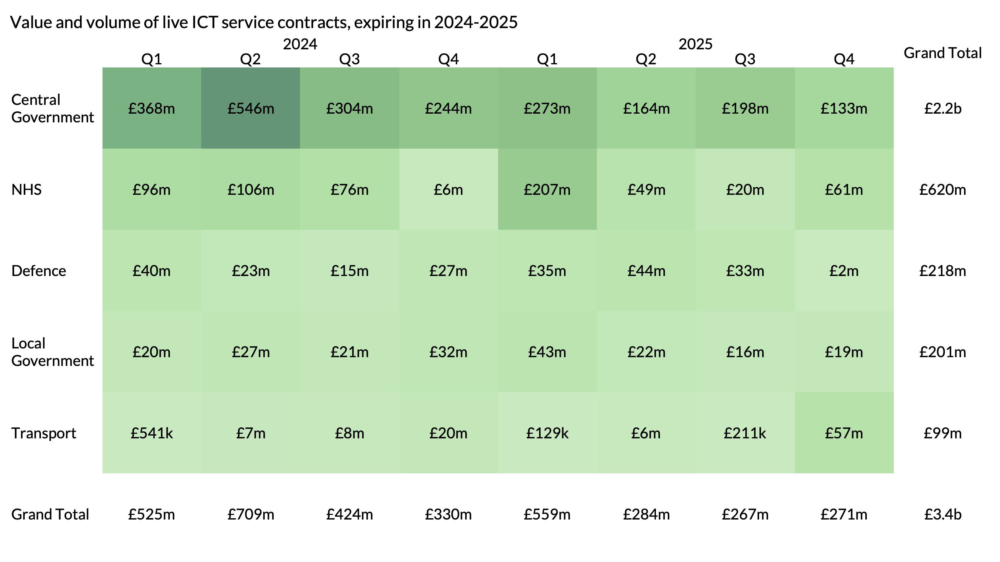 Value and volume of live ICT service contracts, expiring in 2024-2025
2024 2025
Q1 Q2 Q3 Q4 Q1 Q2 Q3 Q4 Grand Total
Central
Government
£368m £546m £304m £244m £273m £164m £198m £133m £2.2b
NHS £96m £106m £76m £6m £207m £49m £20m £61m £620m
Defence £40m £23m £15m £27m £35m £44m £33m £2m £218m
Local
Government
£20m £27m £21m £32m £43m £22m £16m £19m £201m
Transport £541k £7m £8m £20m £129k £6m £211k £57m £99m
Grand Total £525m £709m £424m £330m £559m £284m £267m £271m £3.4b